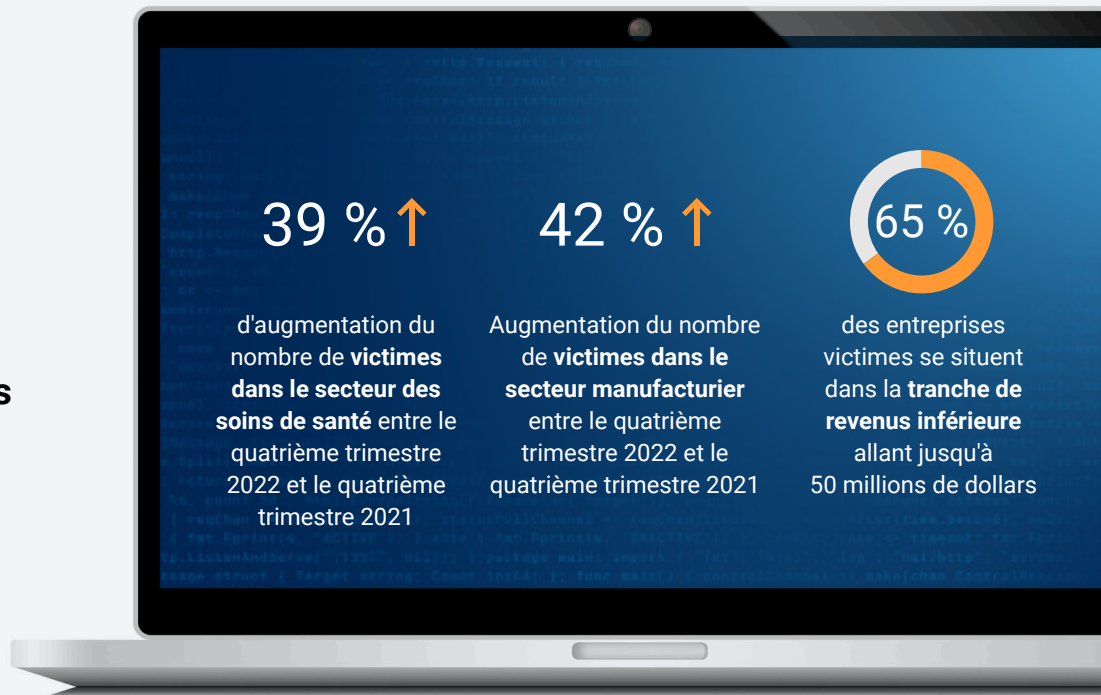 39 %
d'augmentation du
nombre de victimes
dans le secteur des
soins de santé entre le
quatrième trimestre
2022 et le quatrième
trimestre 2021
42 %
Augmentation du nombre
de victimes dans le
secteur manufacturier
entre le quatrième
trimestre 2022 et le
quatrième trimestre 2021
65 %
des entreprises
victimes se situent
dans la tranche de
revenus inférieure
allant jusqu'à
50 millions de dollars
s